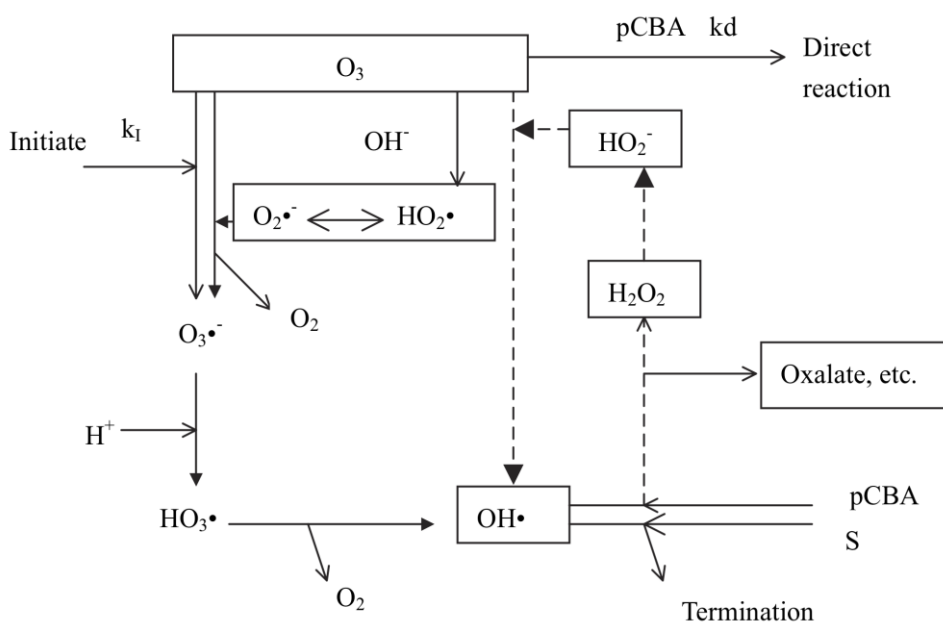 pCBA kd
Direct
reaction
O₃
Initiate
k_I
OH⁻
HO₂⁻
O₂•⁻
HO₂•
H₂O₂
O₂
O₃•⁻
Oxalate, etc.
H⁺
pCBA
HO₃•
OH•
S
O₂
Termination